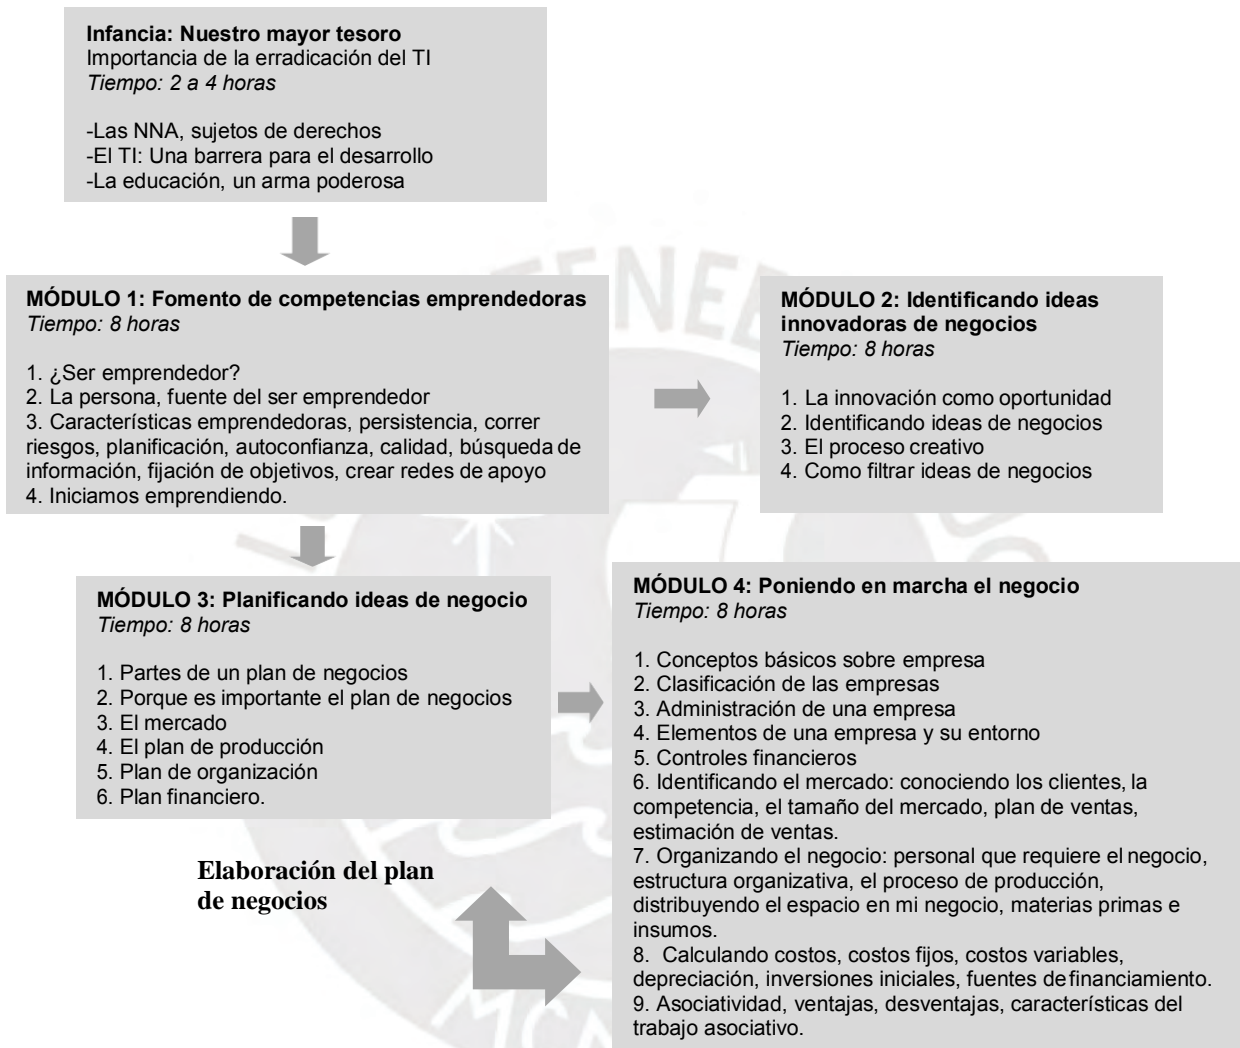 Infancia: Nuestro mayor tesoro
Importancia de la erradicación del TI
Tiempo: 2 a 4 horas
-Las NNA, sujetos de derechos
-El TI: Una barrera para el desarrollo
-La educación, un arma poderosa
MÓDULO 1: Fomento de competencias emprendedoras
Tiempo: 8 horas
1. ¿Ser emprendedor?
2. La persona, fuente del ser emprendedor
3. Características emprendedoras, persistencia, correr
riesgos, planificación, autoconfianza, calidad, búsqueda de
información, fijación de objetivos, crear redes de apoyo
4. Iniciamos emprendiendo.
MÓDULO 2: Identificando ideas
innovadoras de negocios
Tiempo: 8 horas
1. La innovación como oportunidad
2. Identificando ideas de negocios
3. El proceso creativo
4. Como filtrar ideas de negocios
MÓDULO 3: Planificando ideas de negocio
Tiempo: 8 horas
1. Partes de un plan de negocios
2. Porque es importante el plan de negocios
3. El mercado
4. El plan de producción
5. Plan de organización
6. Plan financiero.
MÓDULO 4: Poniendo en marcha el negocio
Tiempo: 8 horas
1. Conceptos básicos sobre empresa
2. Clasificación de las empresas
3. Administración de una empresa
4. Elementos de una empresa y su entorno
5. Controles financieros
6. Identificando el mercado: conociendo los clientes, la
competencia, el tamaño del mercado, plan de ventas,
estimación de ventas.
7. Organizando el negocio: personal que requiere el negocio,
estructura organizativa, el proceso de producción,
distribuyendo el espacio en mi negocio, materias primas e
insumos.
8. Calculando costos, costos fijos, costos variables,
depreciación, inversiones iniciales, fuentes definanciamiento.
9. Asociatividad, ventajas, desventajas, características del
trabajo asociativo.
Elaboración del plan
de negocios